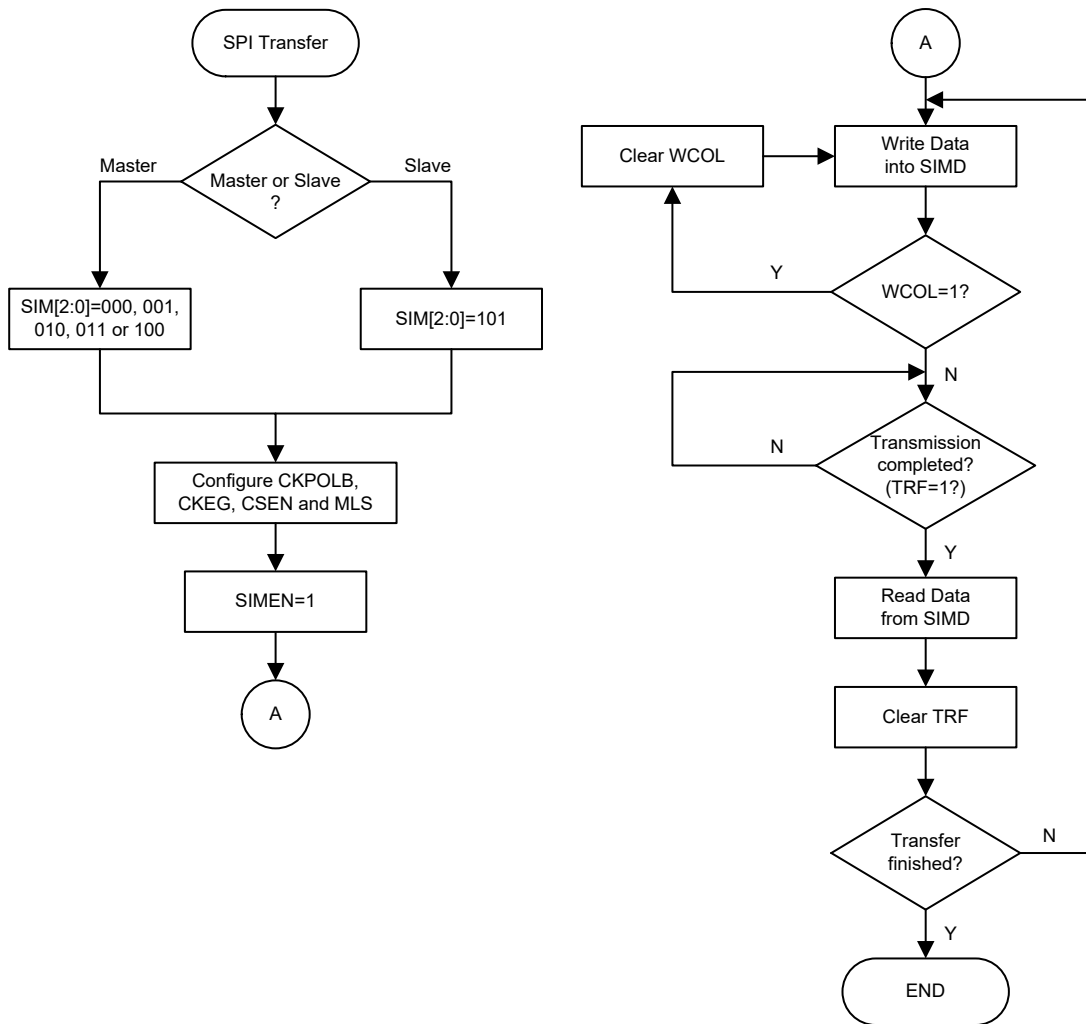 SPI Transfer
Master
Slave
Master or Slave
?
SIM[2:0]=000, 001,
010, 011 or 100
SIM[2:0]=101
Configure CKPOLB,
CKEG, CSEN and MLS
SIMEN=1
A
A
Clear WCOL
Write Data
into SIMD
Y
WCOL=1?
N
N
Transmission
completed?
(TRF=1?)
Y
Read Data
from SIMD
Clear TRF
Transfer
finished?
N
Y
END